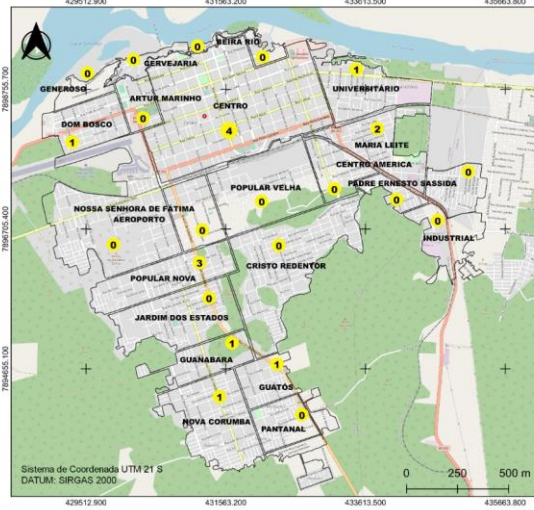 429512.900 431563.200 433613.500 435663.800
7898755.700
7896705.400
7894655.100
BEIRA RIO
0
0
0
CERVEJARIA
0
1
GENEROSO
UNIVERSITÁRIO
ARTUR MARINHO
CENTRO
DOM BOSCO
0
4
2
1
MARIA LEITE
CENTRO AMERICA
0
PADRE ERNESTO SASSIDA
POPULAR VELHA
0
0
0
NOSSA SENHORA DE FÁTIMA
AEROPORTO
0
0
0
0
INDUSTRIAL
3
CRISTO REDENTOR
POPULAR NOVA
0
JARDIM DOS ESTADOS
1
GUANABARA
1
GUATÓS
1
0
NOVA CORUMBA
PANTANAL
Sistema de Coordenada UTM 21 S
DATUM: SIRGAS 2000
0 250 500 m
429512.900 431563.200 433613.500 435663.800